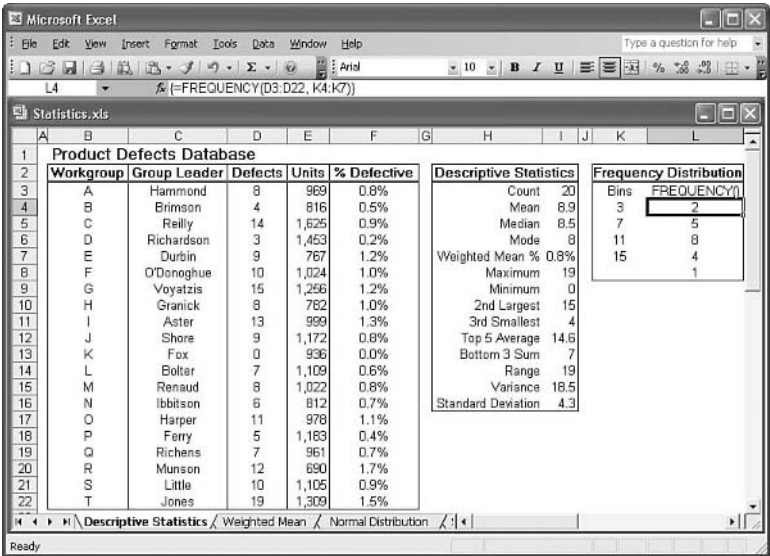 Microsoft Excel
File Edit View Insert Format Tools Data Window Help Type a question for help
Arial 10 B I U %
L4 fx {=FREQUENCY(D3:D22, K4:K7)}
Statistics.xls
A B C D E F G H I J K L
1 Product Defects Database
2 Workgroup Group Leader Defects Units % Defective Descriptive Statistics Frequency Distribution
3 A Hammond 8 969 0.8% Count 20 Bins FREQUENCY()
4 B Brimson 4 816 0.5% Mean 8.9 3 2
5 C Reilly 14 1,625 0.9% Median 8.5 7 5
6 D Richardson 3 1,453 0.2% Mode 8 11 8
7 E Durbin 9 767 1.2% Weighted Mean % 0.8% 15 4
8 F O'Donoghue 10 1,024 1.0% Maximum 19 1
9 G Voyatzis 15 1,256 1.2% Minimum 0
10 H Granick 8 782 1.0% 2nd Largest 15
11 I Aster 13 999 1.3% 3rd Smallest 4
12 J Shore 9 1,172 0.8% Top 5 Average 14.6
13 K Fox 0 936 0.0% Bottom 3 Sum 7
14 L Bolter 7 1,109 0.6% Range 19
15 M Renaud 8 1,022 0.8% Variance 18.5
16 N Ibbitson 6 812 0.7% Standard Deviation 4.3
17 O Harper 11 978 1.1%
18 P Ferry 5 1,183 0.4%
19 Q Richens 7 961 0.7%
20 R Munson 12 690 1.7%
21 S Little 10 1,105 0.9%
22 T Jones 19 1,309 1.5%
Descriptive Statistics / Weighted Mean / Normal Distribution /
Ready